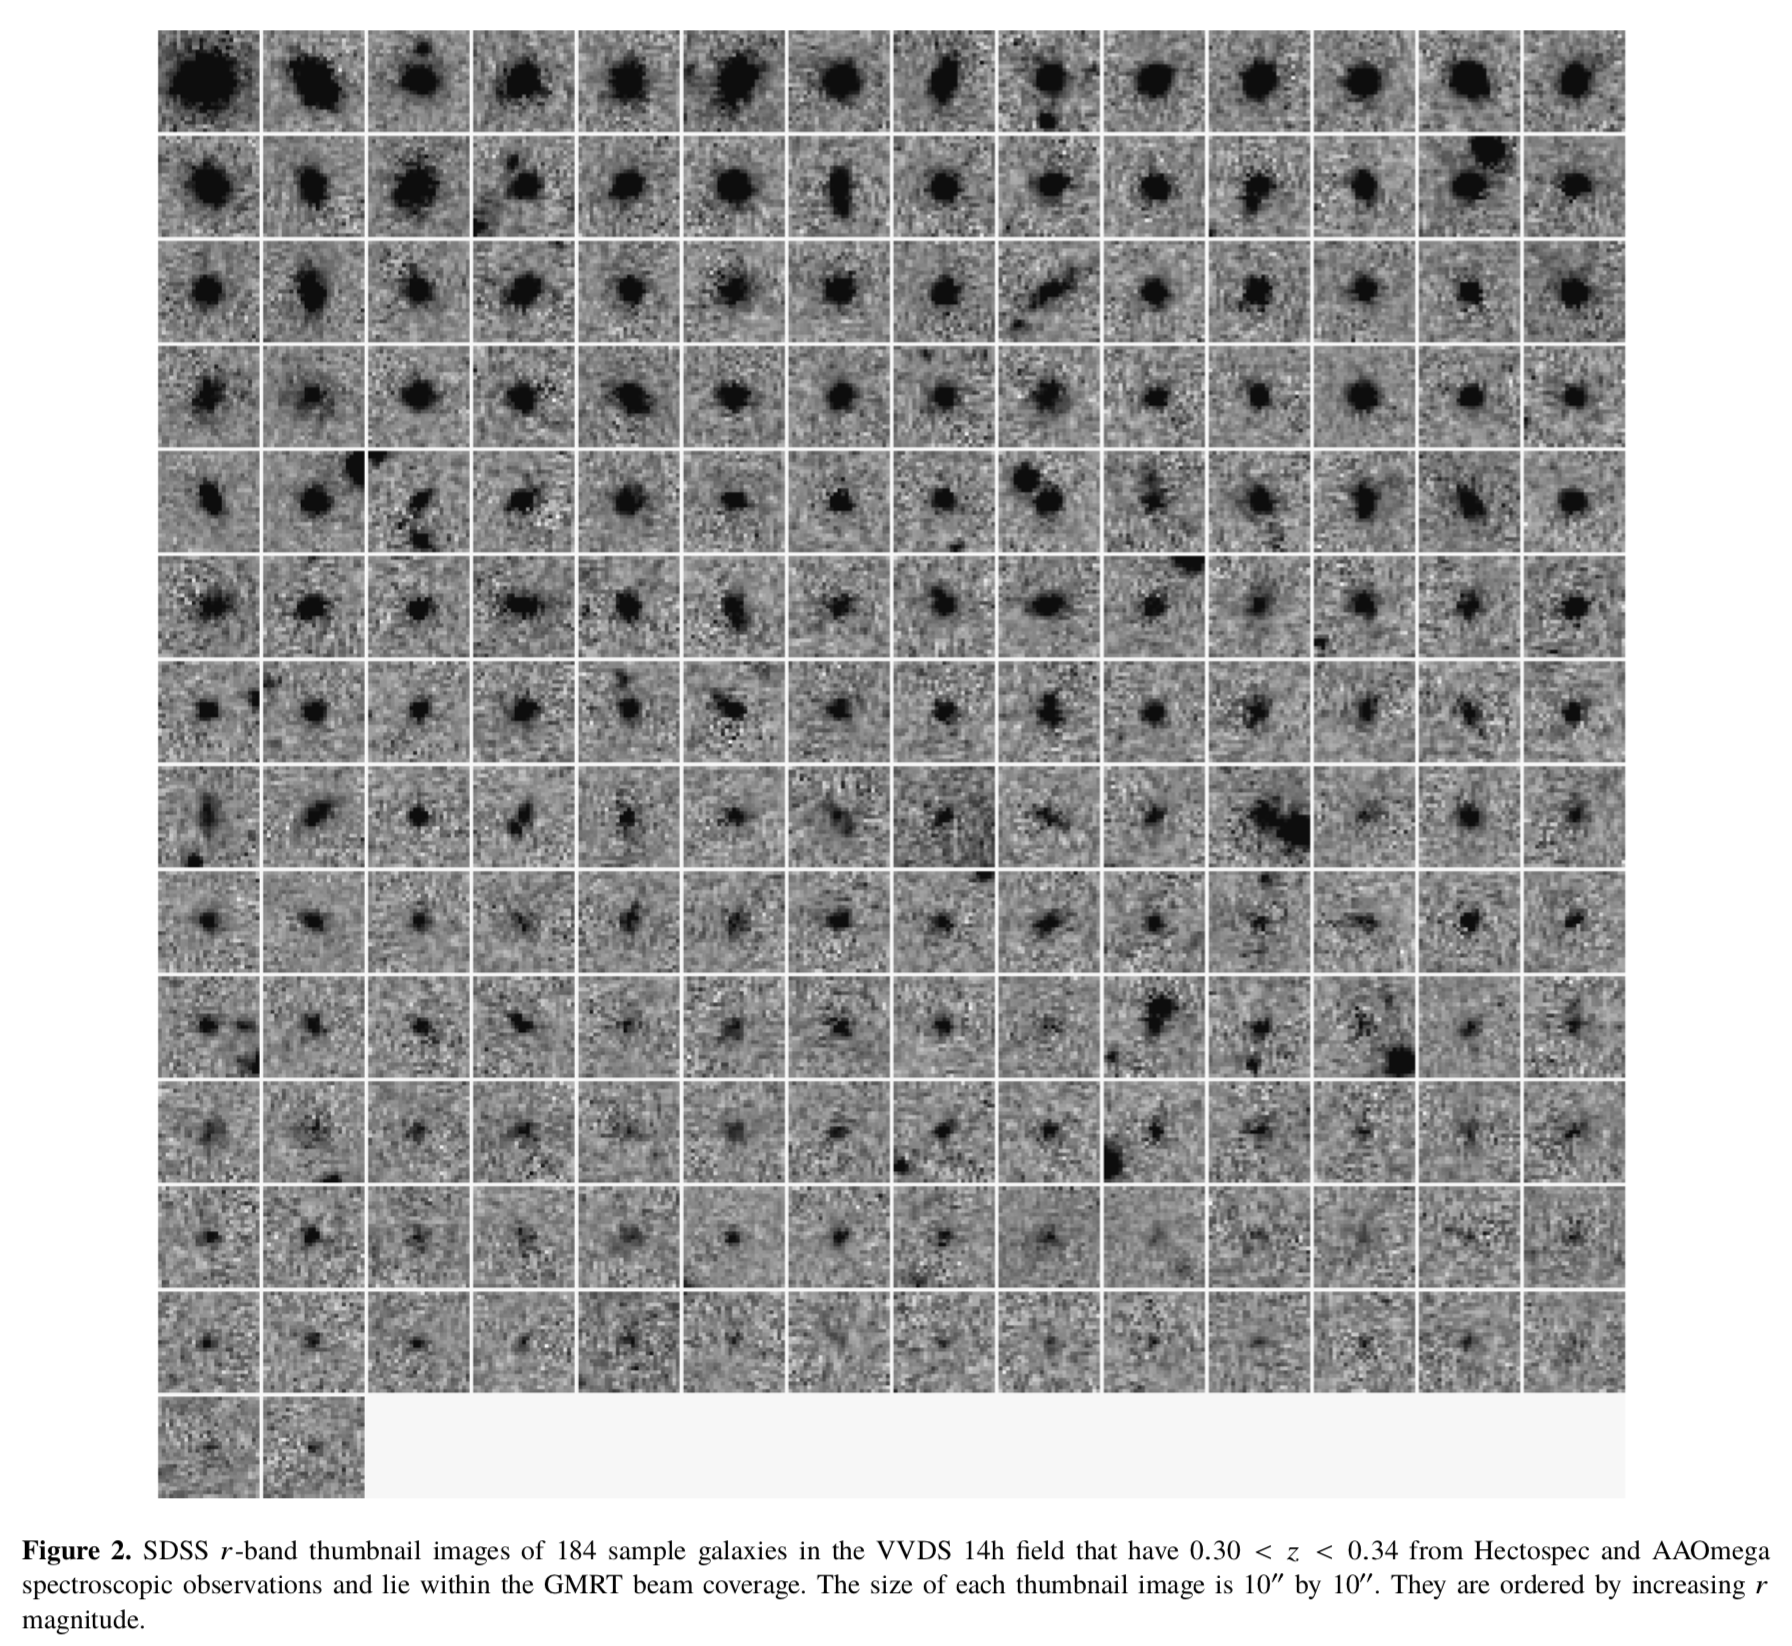 Figure 2. SDSS r-band thumbnail images of 184 sample galaxies in the VVDS 14h field that have 0.30 < z < 0.34 from Hectospec and AAOmega
spectroscopic observations and lie within the GMRT beam coverage. The size of each thumbnail image is 10″ by 10″. They are ordered by increasing r
magnitude.